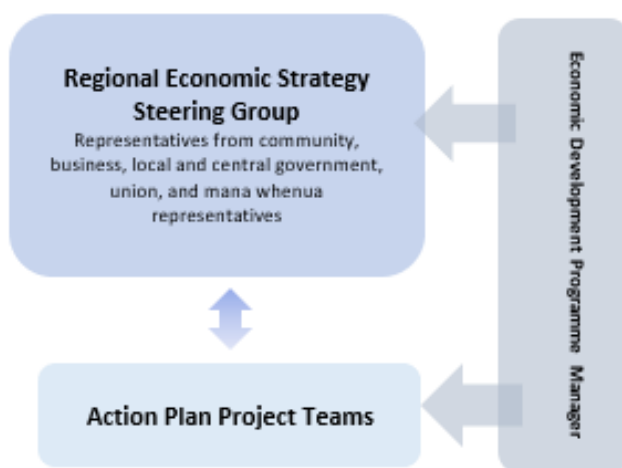 Regional Economic Strategy
Steering Group
Representatives from community,
business, local and central government,
union, and mana whenua
representatives
Economic Development Programme Manager
Action Plan Project Teams